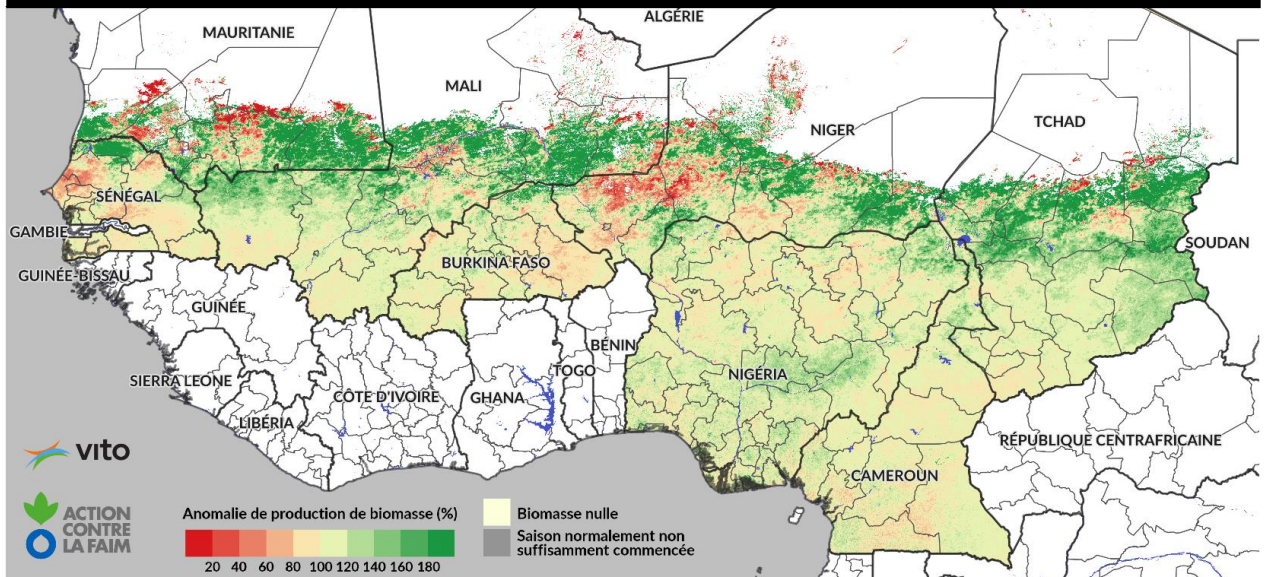 ALGÉRIE
MAURITANIE
MALI
NIGER
TCHAD
SÉNÉGAL
GAMBIE
SOUDAN
GUINÉE-BISSAU
BURKINA FASO
GUINÉE
BÉNIN
SIERRA LEONE
TOGO
NIGÉRIA
CÔTE D'IVOIRE
GHANA
LIBÉRIA
RÉPUBLIQUE CENTRAFRICAINE
CAMEROUN
vito
ACTION
CONTRE
LA FAIM
Anomalie de production de biomasse (%)
20 40 60 80 100 120 140 160 180
Biomasse nulle
Saison normalement non
suffisamment commencée